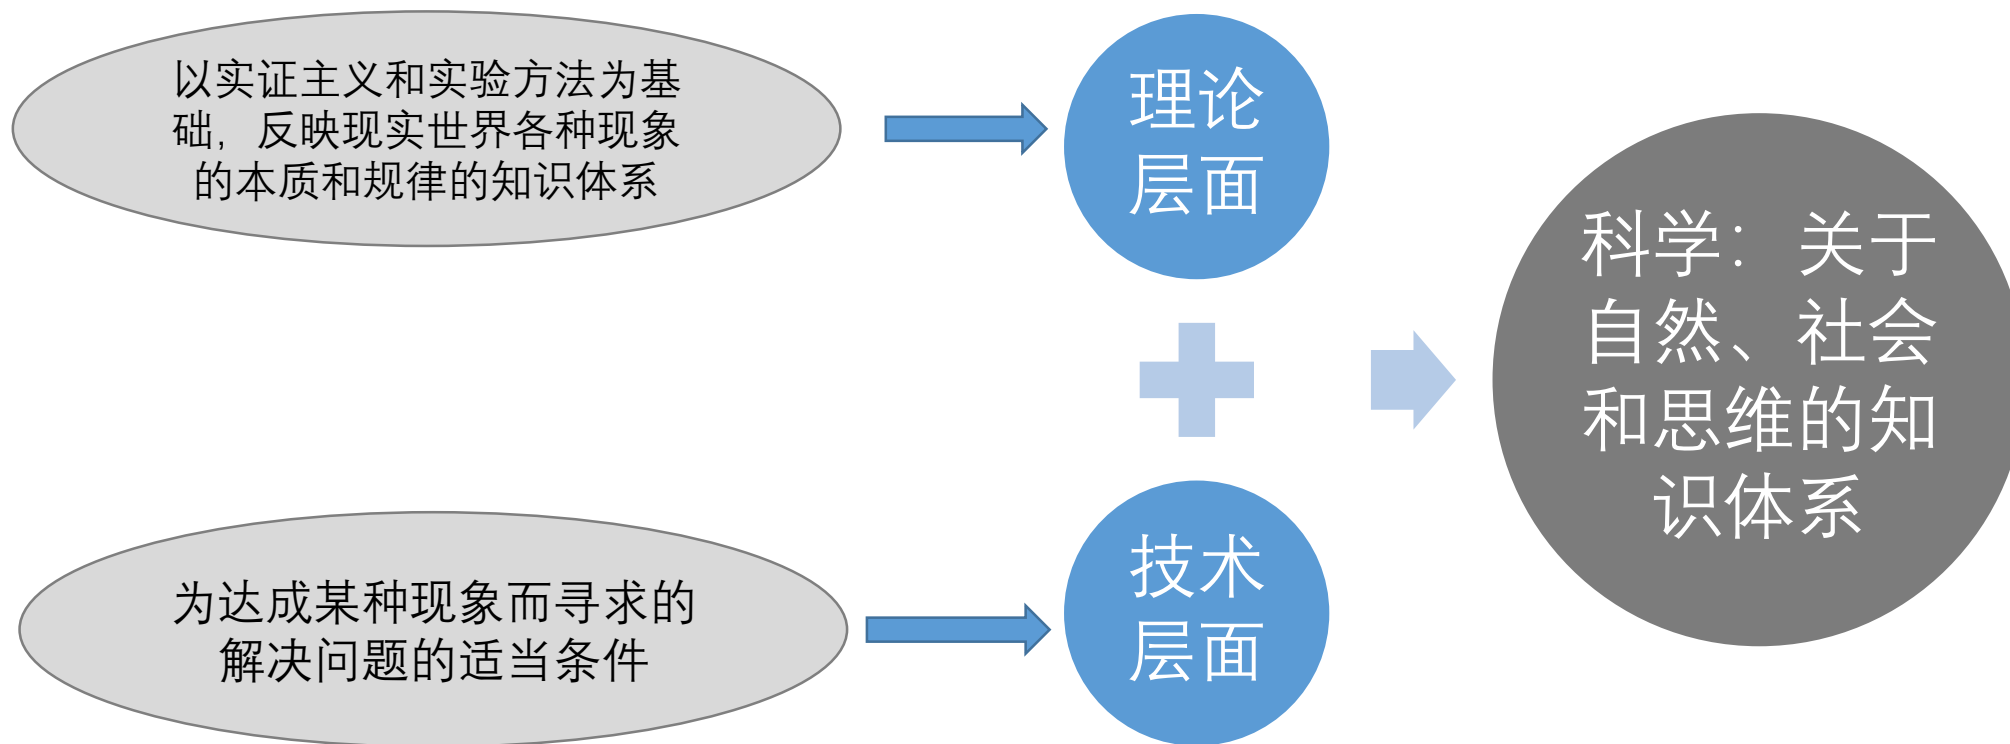 以实证主义和实验方法为基
础，反映现实世界各种现象
的本质和规律的知识体系
理论
层面
科学：关于
自然、社会
和思维的知
识体系
为达成某种现象而寻求的
解决问题的适当条件
技术
层面